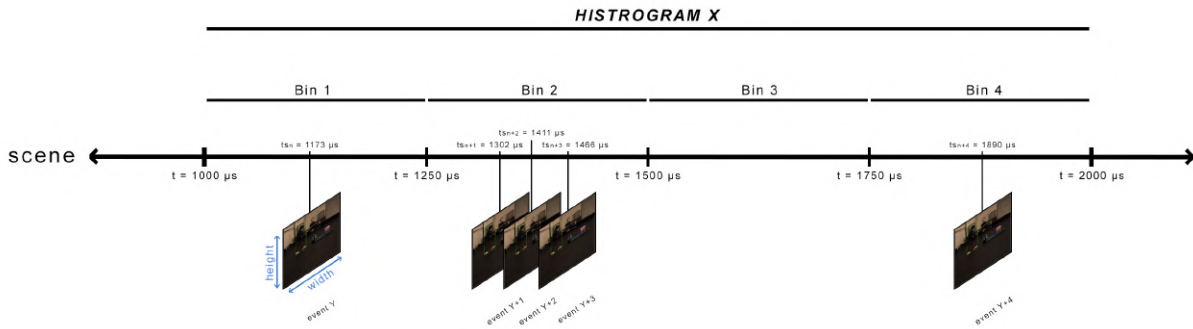 HISTROGRAM X
Bin 1 Bin 2 Bin 3 Bin 4
tsn+2 = 1411 µs
tsn = 1173 µs tsn+1 = 1302 µs tsn+3 = 1466 µs tsn+4 = 1890 µs
scene
t = 1000 µs t = 1250 µs t = 1500 µs t = 1750 µs t = 2000 µs
height
width
event Y event Y+1 event Y+2 event Y+3 event Y+4